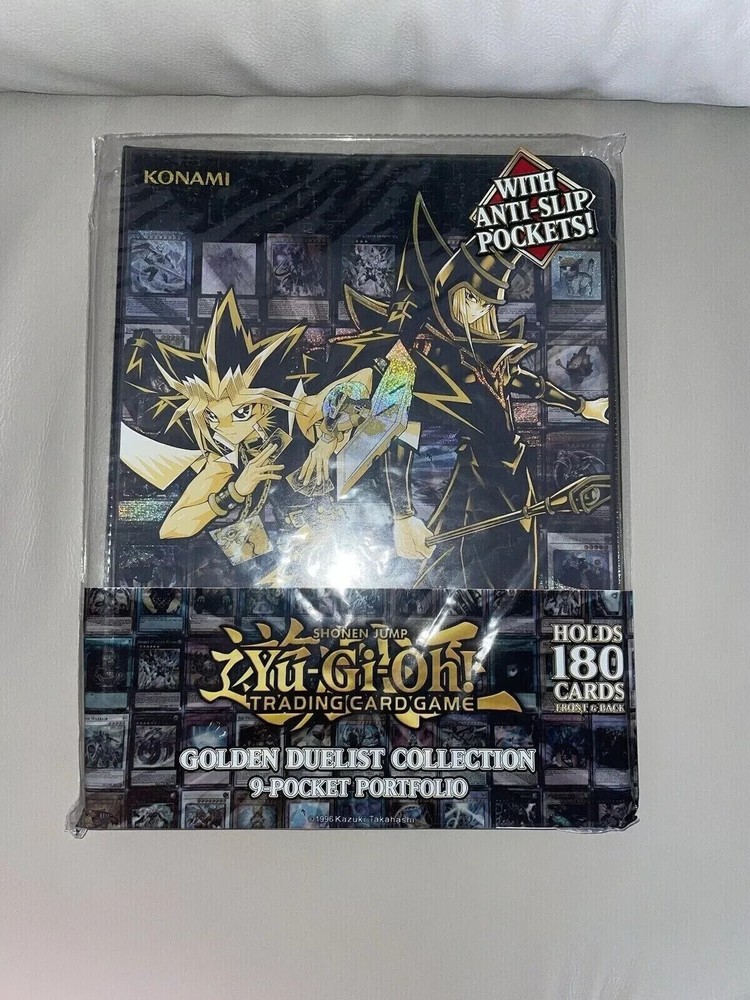 KONAMI
WITH
ANTI-SLIP
POCKETS!
SHONEN JUMP
Yu-Gi-Oh!
TRADING CARD GAME
HOLDS
180
CARDS
FRONT & BACK
GOLDEN DUELIST COLLECTION
9-POCKET PORTFOLIO
©1996 Kazuki Takahashi